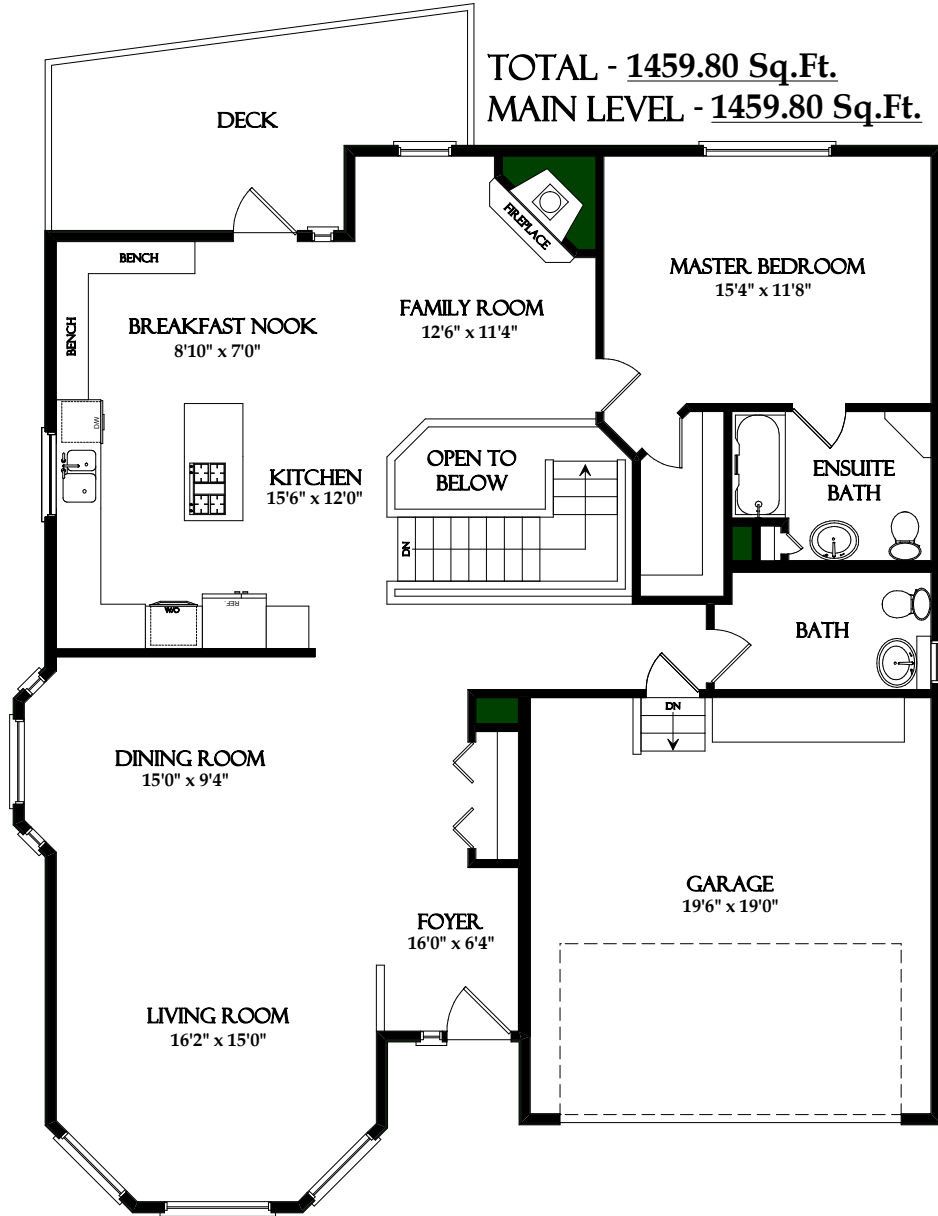 TOTAL - 1459.80 Sq.Ft.
MAIN LEVEL - 1459.80 Sq.Ft.
DECK
FIREPLACE
BENCH
BENCH
MASTER BEDROOM
15'4" x 11'8"
FAMILY ROOM
12'6" x 11'4"
BREAKFAST NOOK
8'10" x 7'0"
DW
KITCHEN
15'6" x 12'0"
OPEN TO
BELOW
ENSUITE
BATH
DN
W/O
REF.
BATH
DN
DINING ROOM
15'0" x 9'4"
GARAGE
19'6" x 19'0"
FOYER
16'0" x 6'4"
LIVING ROOM
16'2" x 15'0"